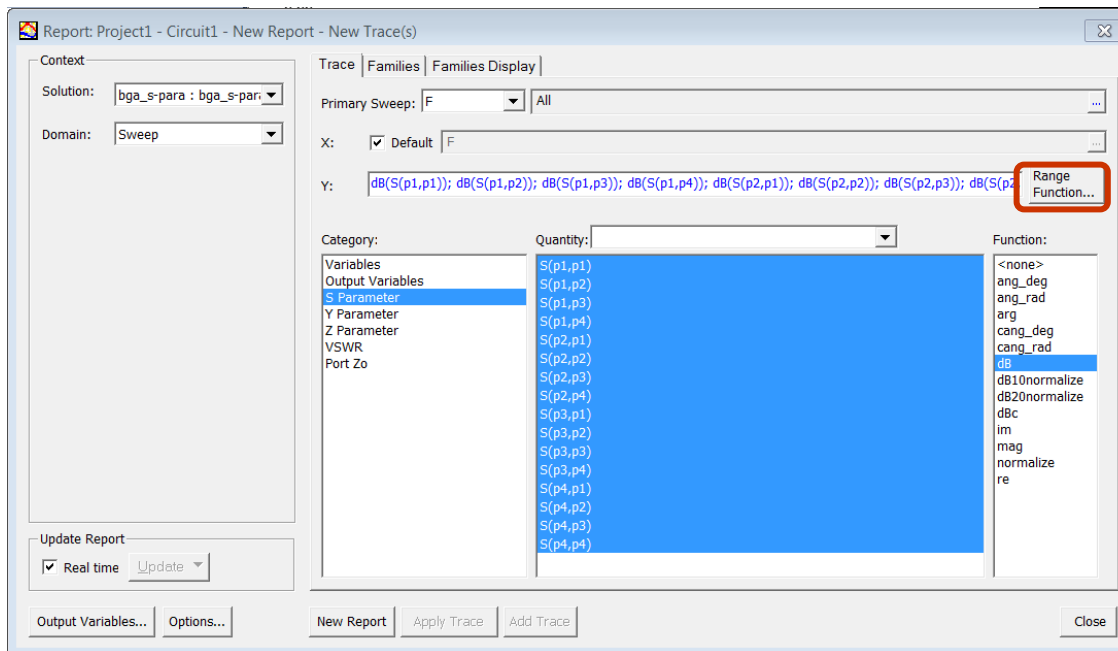 Report: Project1 - Circuit1 - New Report - New Trace(s)
Context
Solution: bga_s-para : bga_s-par
Domain: Sweep
Update Report
Real time Update
Output Variables... Options...
Trace Families Families Display
Primary Sweep: F All ...
X: Default F ...
Y: dB(S(p1,p1)); dB(S(p1,p2)); dB(S(p1,p3)); dB(S(p1,p4)); dB(S(p2,p1)); dB(S(p2,p2)); dB(S(p2,p3)); dB(S(p2
Range
Function...
Category:
Variables
Output Variables
S Parameter
Y Parameter
Z Parameter
VSWR
Port Zo
Quantity:
S(p1,p1)
S(p1,p2)
S(p1,p3)
S(p1,p4)
S(p2,p1)
S(p2,p2)
S(p2,p3)
S(p2,p4)
S(p3,p1)
S(p3,p2)
S(p3,p3)
S(p3,p4)
S(p4,p1)
S(p4,p2)
S(p4,p3)
S(p4,p4)
Function:
<none>
ang_deg
ang_rad
arg
cang_deg
cang_rad
dB
dB10normalize
dB20normalize
dBc
im
mag
normalize
re
New Report Apply Trace Add Trace Close